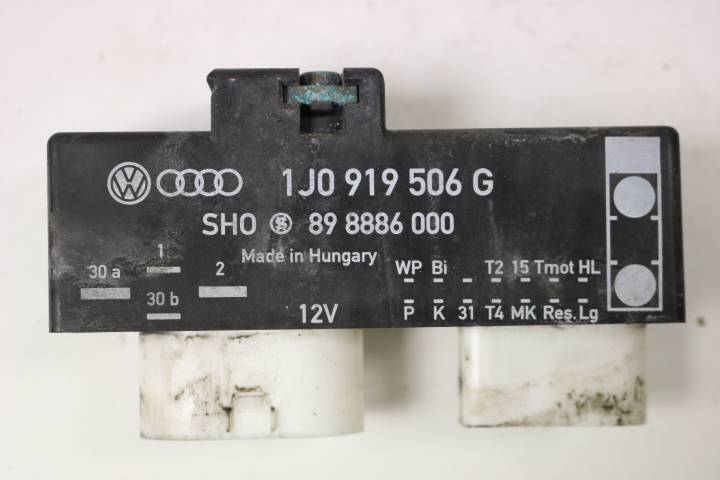 1J0 919 506 G
SHO 89 8886 000
Made in Hungary
1
30 a
2
30 b
12V
WP Bi T2 15 Tmot HL
P K 31 T4 MK Res. Lg